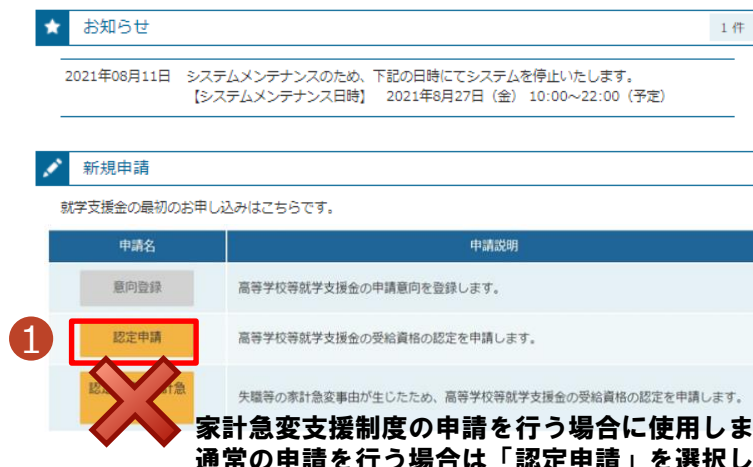 お知らせ
1 件
2021年08月11日 システムメンテナンスのため、下記の日時にてシステムを停止いたします。
【システムメンテナンス日時】 2021年8月27日（金） 10:00～22:00（予定）
新規申請
就学支援金の最初のお申し込みはこちらです。
申請名 申請説明
意向登録 高等学校等就学支援金の申請意向を登録します。
1 認定申請 高等学校等就学支援金の受給資格の認定を申請します。
失職等の家計急変事由が生じたため、高等学校等就学支援金の受給資格の認定を申請します。
家計急変支援制度の申請を行う場合に使用しま
通常の申請を行う場合は「認定申請」を選択し